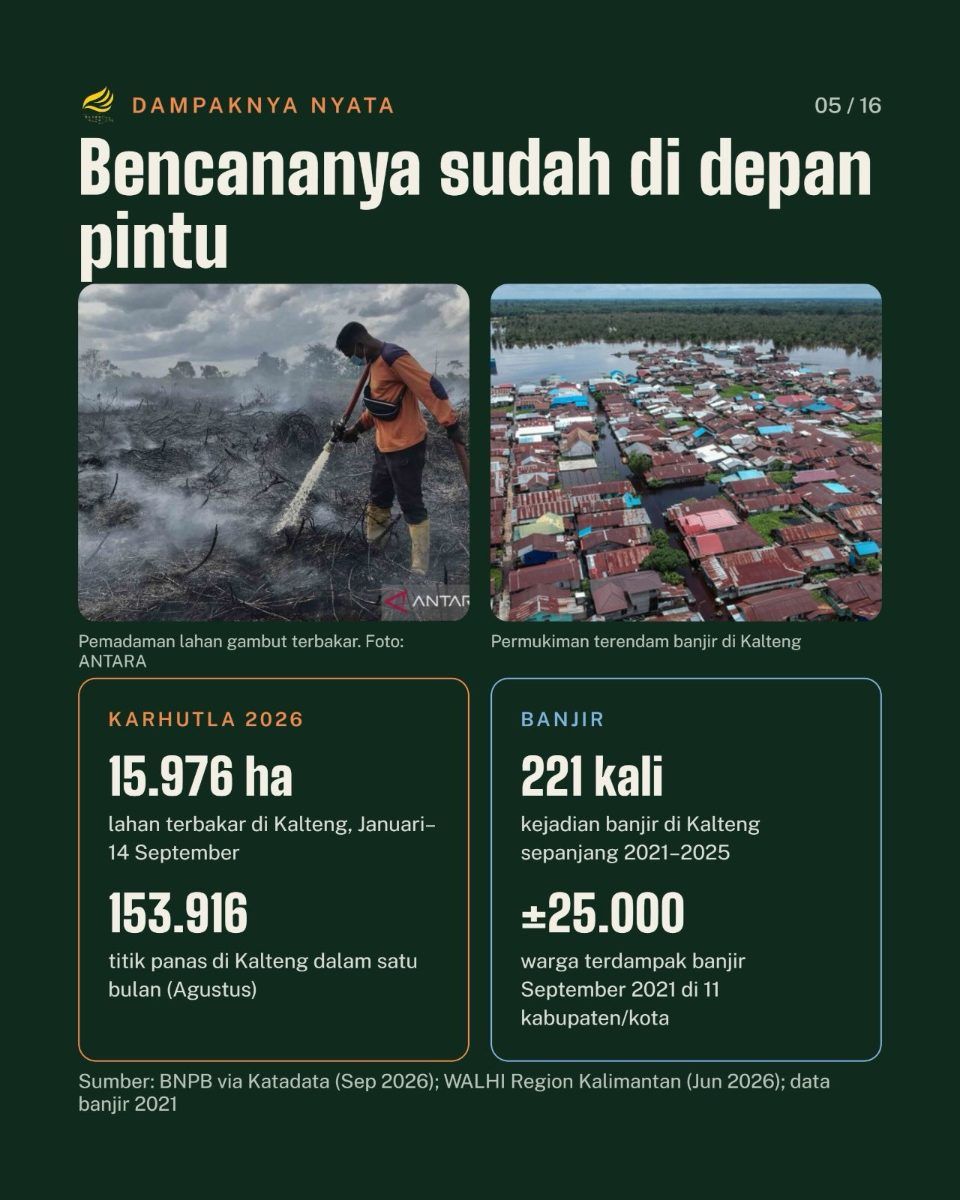 DAMPAKNYA NYATA
05 / 16
Bencananya sudah di depan
pintu
ANTAR
Pemadaman lahan gambut terbakar. Foto:
ANTARA
Permukiman terendam banjir di Kalteng
KARHUTLA 2026
15.976 ha
lahan terbakar di Kalteng, Januari–
14 September
153.916
titik panas di Kalteng dalam satu
bulan (Agustus)
BANJIR
221 kali
kejadian banjir di Kalteng
sepanjang 2021–2025
±25.000
warga terdampak banjir
September 2021 di 11
kabupaten/kota
Sumber: BNPB via Katadata (Sep 2026); WALHI Region Kalimantan (Jun 2026); data
banjir 2021